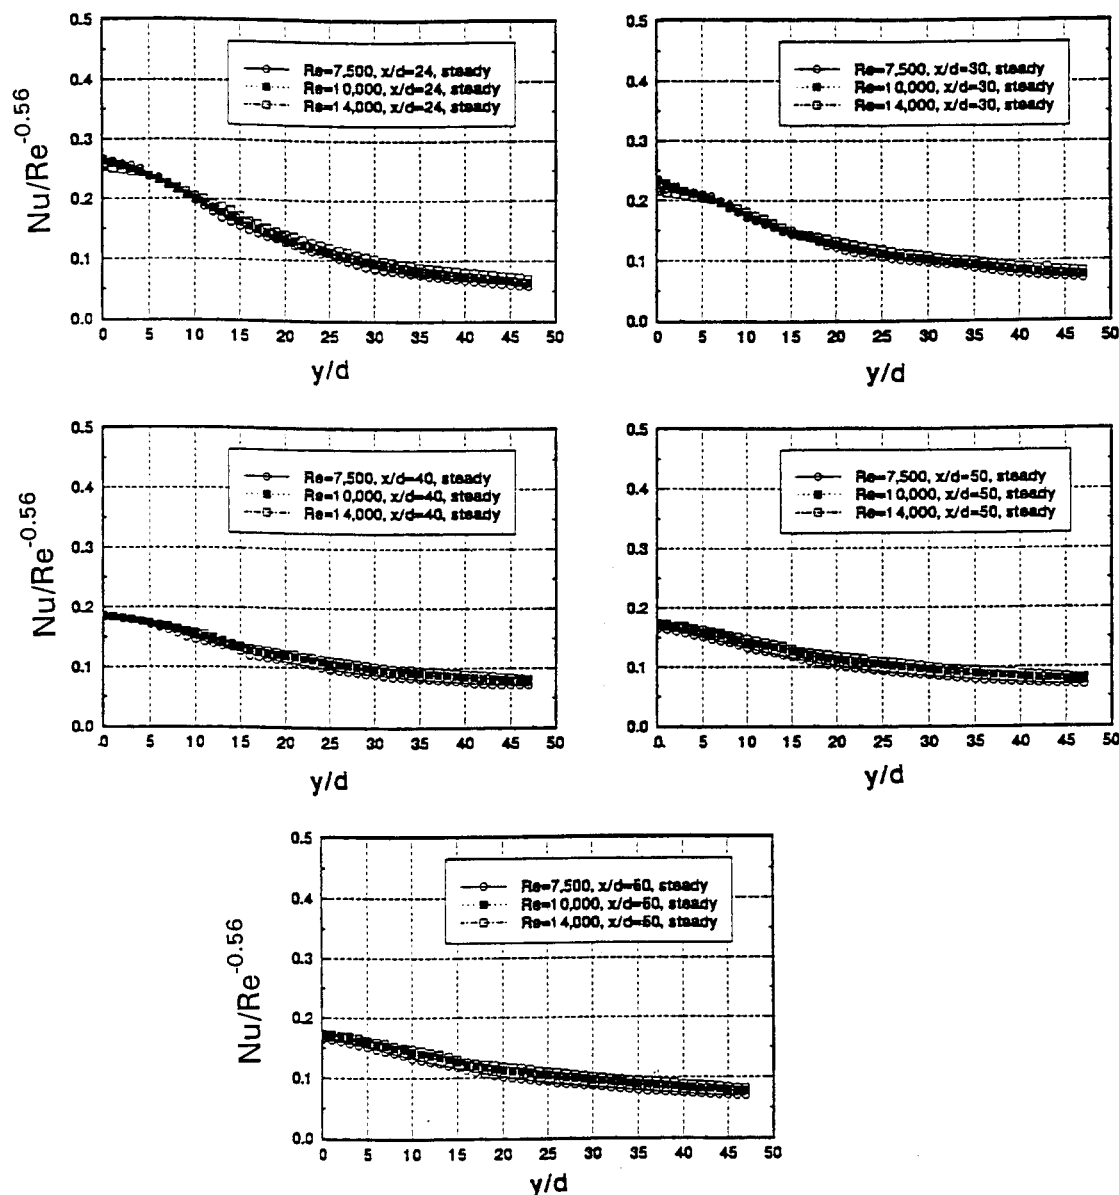 0.5
0.4
0.3
0.2
0.1
0.0
Nu/Re^-0.56
Re=7,500, x/d=24, steady
Re=10,000, x/d=24, steady
Re=14,000, x/d=24, steady
0 5 10 15 20 25 30 35 40 45 50
y/d
0.5
0.4
0.3
0.2
0.1
0.0
Re=7,500, x/d=30, steady
Re=10,000, x/d=30, steady
Re=14,000, x/d=30, steady
0 5 10 15 20 25 30 35 40 45 50
y/d
0.5
0.4
0.3
0.2
0.1
0.0
Nu/Re^-0.56
Re=7,500, x/d=40, steady
Re=10,000, x/d=40, steady
Re=14,000, x/d=40, steady
0 5 10 15 20 25 30 35 40 45 50
y/d
0.5
0.4
0.3
0.2
0.1
0.0
Re=7,500, x/d=50, steady
Re=10,000, x/d=50, steady
Re=14,000, x/d=50, steady
0 5 10 15 20 25 30 35 40 45 50
y/d
0.5
0.4
0.3
0.2
0.1
0.0
Nu/Re^-0.56
Re=7,500, x/d=50, steady
Re=10,000, x/d=50, steady
Re=14,000, x/d=50, steady
0 5 10 15 20 25 30 35 40 45 50
y/d